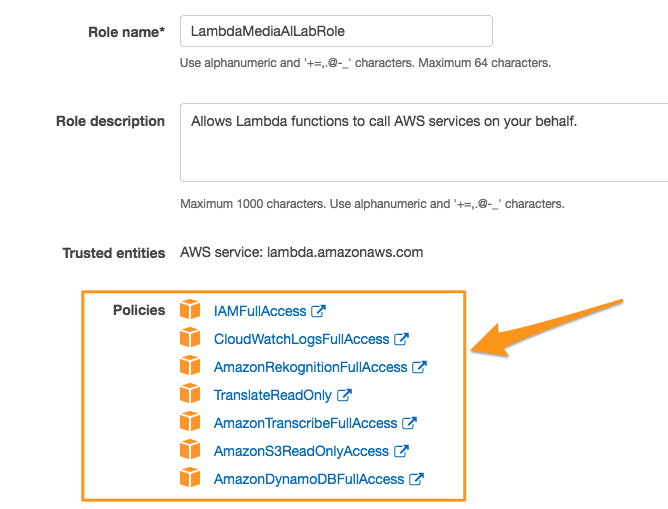 Role name* LambdaMediaAILabRole
Use alphanumeric and '+=,.@-_' characters. Maximum 64 characters.
Role description Allows Lambda functions to call AWS services on your behalf.
Maximum 1000 characters. Use alphanumeric and '+=,.@-_' characters.
Trusted entities AWS service: lambda.amazonaws.com
Policies IAMFullAccess
CloudWatchLogsFullAccess
AmazonRekognitionFullAccess
TranslateReadOnly
AmazonTranscribeFullAccess
AmazonS3ReadOnlyAccess
AmazonDynamoDBFullAccess